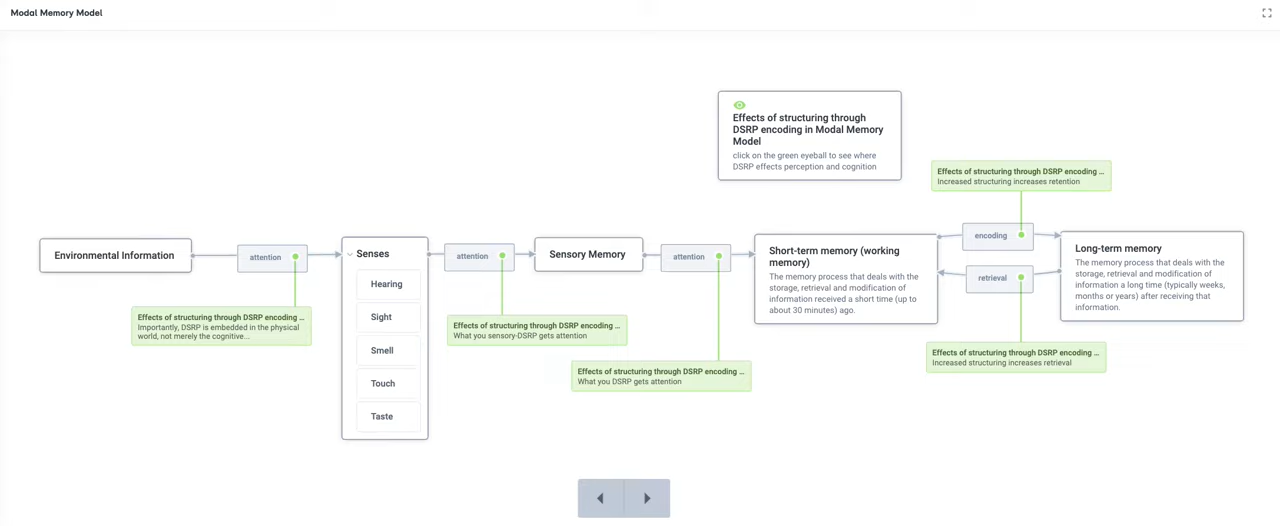 Modal Memory Model
Effects of structuring through
DSRP encoding in Modal Memory
Model
click on the green eyeball to see where
DSRP effects perception and cognition
Effects of structuring through DSRP encoding ...
Increased structuring increases retention
Environmental Information
attention
Effects of structuring through DSRP encoding ...
Importantly, DSRP is embedded in the physical
world, not merely the cognitive...
Senses
Hearing
Sight
Smell
Touch
Taste
attention
Effects of structuring through DSRP encoding ...
What you sensory-DSRP gets attention
Sensory Memory
attention
Effects of structuring through DSRP encoding ...
What you DSRP gets attention
Short-term memory (working
memory)
The memory process that deals with the
storage, retrieval and modification of
information received a short time (up to
about 30 minutes) ago.
encoding
retrieval
Effects of structuring through DSRP encoding ...
Increased structuring increases retrieval
Long-term memory
The memory process that deals with the
storage, retrieval and modification of
information a long time (typically weeks,
months or years) after receiving that
information.